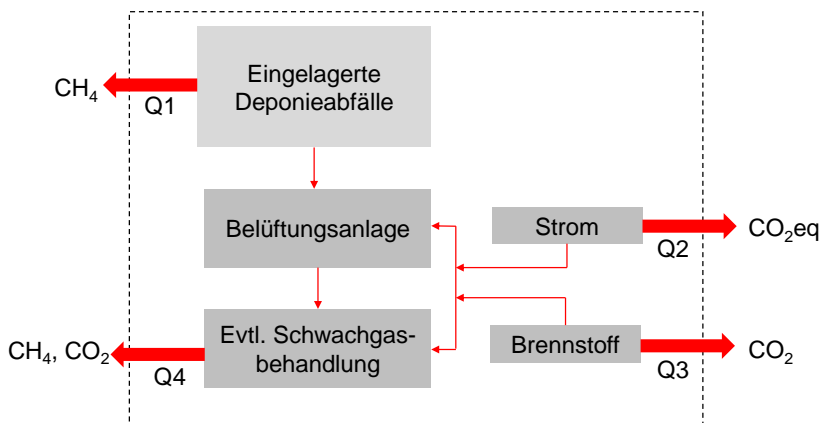 Eingelagerte
Deponieabfälle
CH₄
Q1
Belüftungsanlage
Strom
Q2
CO₂eq
Evtl. Schwachgas-
behandlung
CH₄, CO₂
Q4
Brennstoff
Q3
CO₂